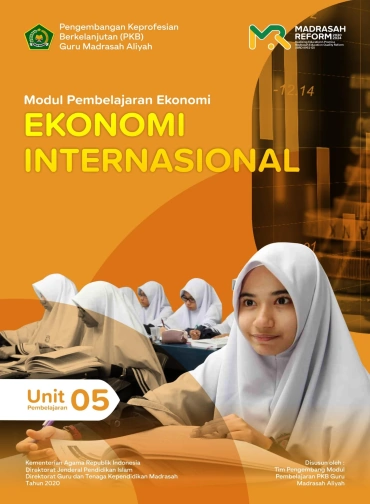 Pengembangan Keprofesian
Berkelanjutan (PKB)
Guru Madrasah Aliyah
MADRASAH
REFORM
-12.14
Modul Pembelajaran Ekonomi
EKONOMI
INTERNASIONAL
Unit
Pembelajaran
05
Kementerian Agama Republik Indonesia
Direktorat Jenderal Pendidikan Islam
Direktorat Guru dan Tenaga Kependidikan Madrasah
Tahun 2020
Disusun oleh :
Tim Pengembang Modul
Pembelajaran PKB Guru
Madrasah Aliyah